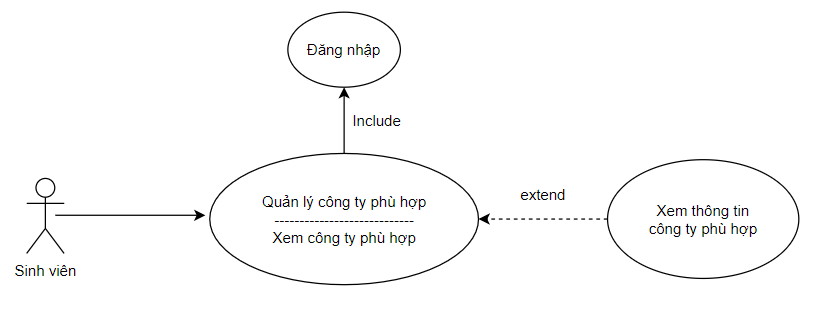 Đăng nhập
Include
Quản lý công ty phù hợp
----------------------------
Xem công ty phù hợp
extend
Xem thông tin
công ty phù hợp
Sinh viên